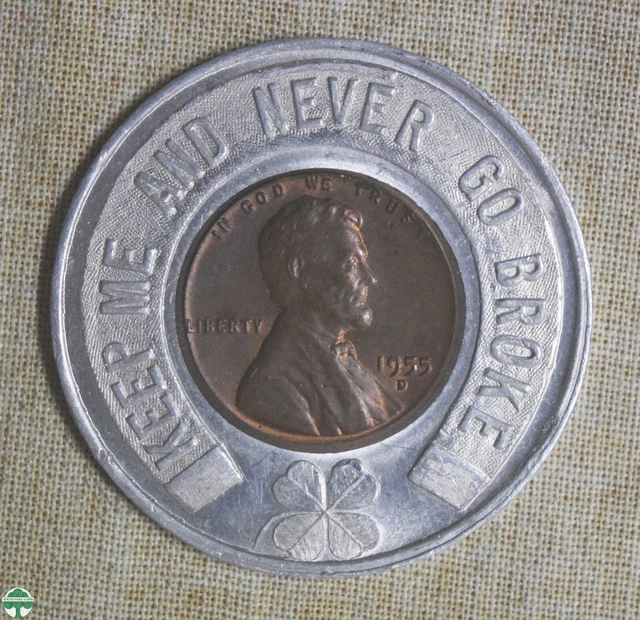 KEEP ME AND NEVER GO BROKE
IN GOD WE TRUST
LIBERTY
1955
D